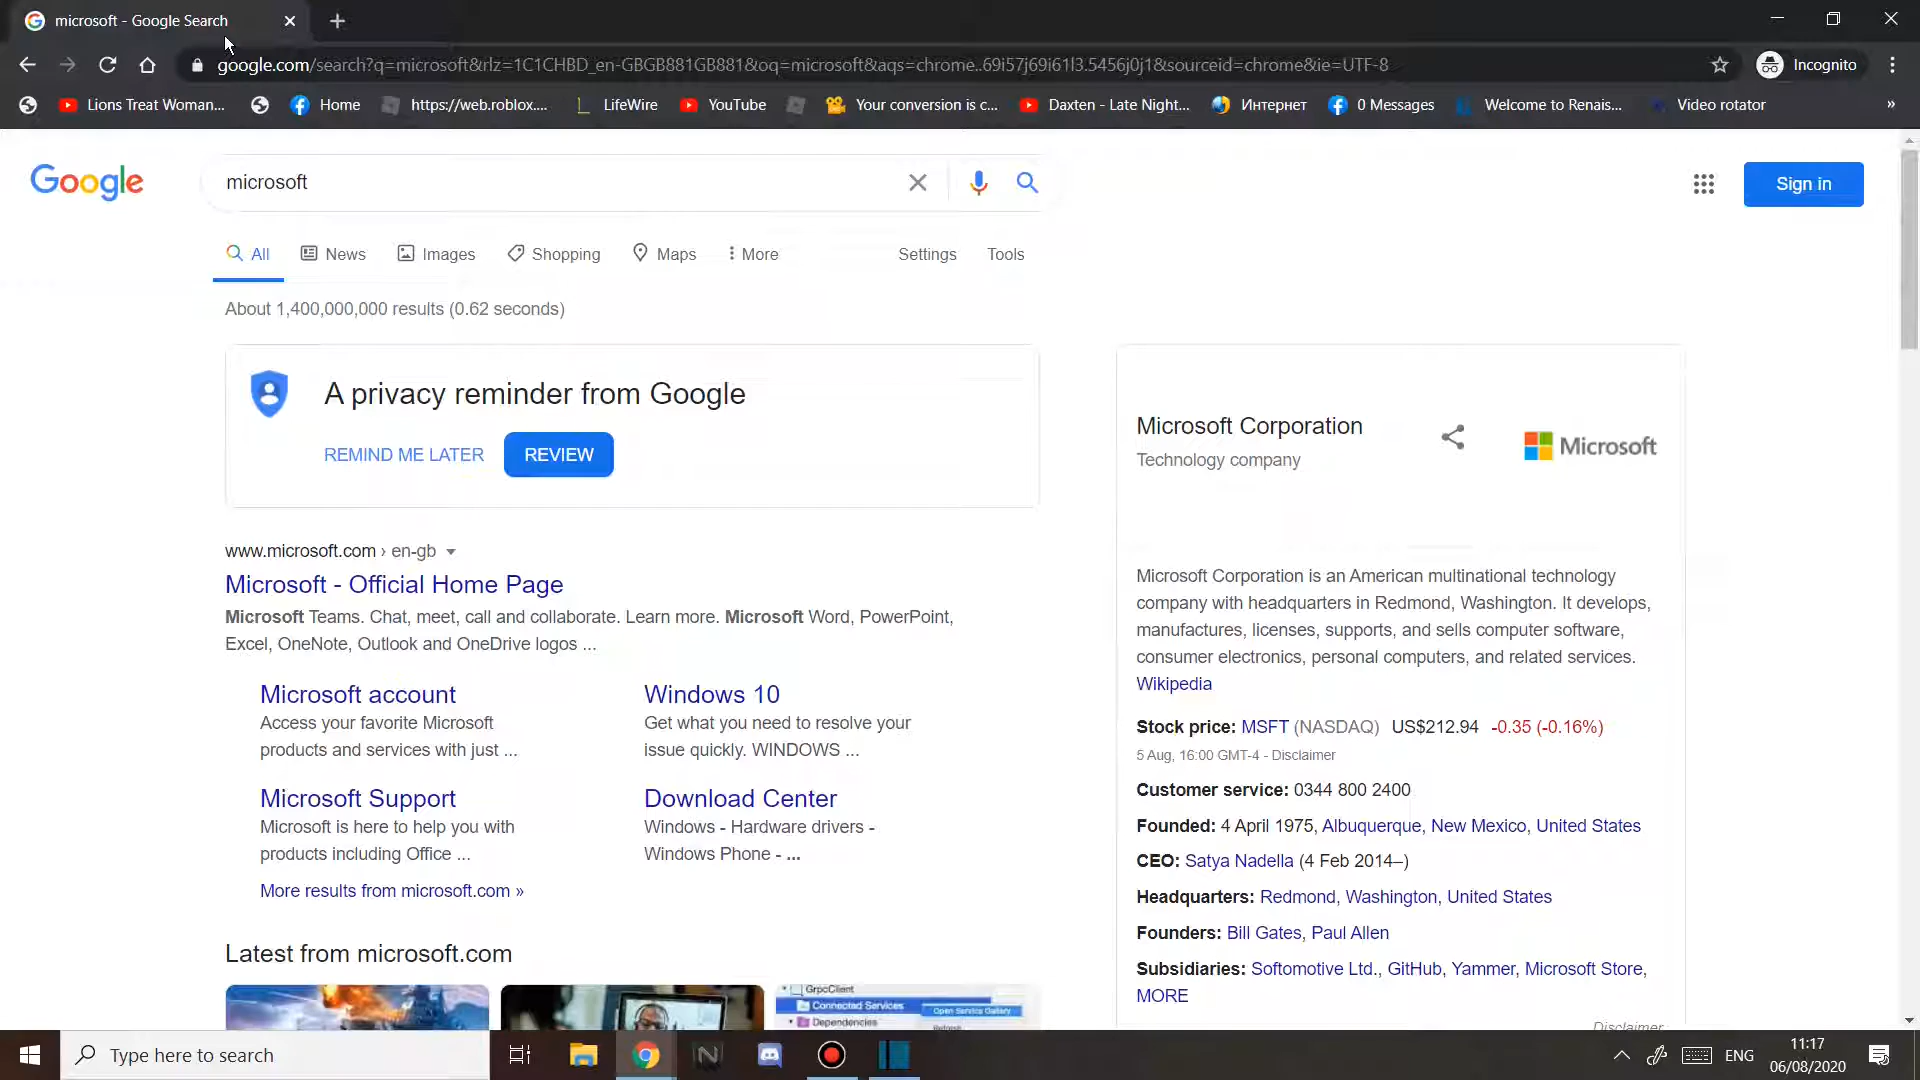 microsoft - Google Search
google.com/search?q=microsoft&rlz=1C1CHBD_en-GBGB881GB881&oq=microsoft&aqs=chrome..69i57j69i61l3.5456j0j1&sourceid=chrome&ie=UTF-8
Incognito
Lions Treat Woman... Home https://web.roblox.... LifeWire YouTube Your conversion is c... Daxten - Late Night... Интернет 0 Messages Welcome to Renais... Video rotator »
Google
microsoft
Sign in
All News Images Shopping Maps More Settings Tools
About 1,400,000,000 results (0.62 seconds)
A privacy reminder from Google
REMIND ME LATER REVIEW
www.microsoft.com › en-gb
Microsoft - Official Home Page
Microsoft Teams. Chat, meet, call and collaborate. Learn more. Microsoft Word, PowerPoint,
Excel, OneNote, Outlook and OneDrive logos ...
Microsoft account
Access your favorite Microsoft
products and services with just ...
Windows 10
Get what you need to resolve your
issue quickly. WINDOWS ...
Microsoft Support
Microsoft is here to help you with
products including Office ...
Download Center
Windows - Hardware drivers -
Windows Phone - ...
More results from microsoft.com »
Latest from microsoft.com
GrpcClient
Connected Services
Dependencies
Open Service Gallery
Microsoft Corporation
Technology company
Microsoft
Microsoft Corporation is an American multinational technology
company with headquarters in Redmond, Washington. It develops,
manufactures, licenses, supports, and sells computer software,
consumer electronics, personal computers, and related services.
Wikipedia
Stock price: MSFT (NASDAQ) US$212.94 -0.35 (-0.16%)
5 Aug, 16:00 GMT-4 - Disclaimer
Customer service: 0344 800 2400
Founded: 4 April 1975, Albuquerque, New Mexico, United States
CEO: Satya Nadella (4 Feb 2014–)
Headquarters: Redmond, Washington, United States
Founders: Bill Gates, Paul Allen
Subsidiaries: Softomotive Ltd., GitHub, Yammer, Microsoft Store,
MORE
Disclaimer
Type here to search
ENG
11:17
06/08/2020